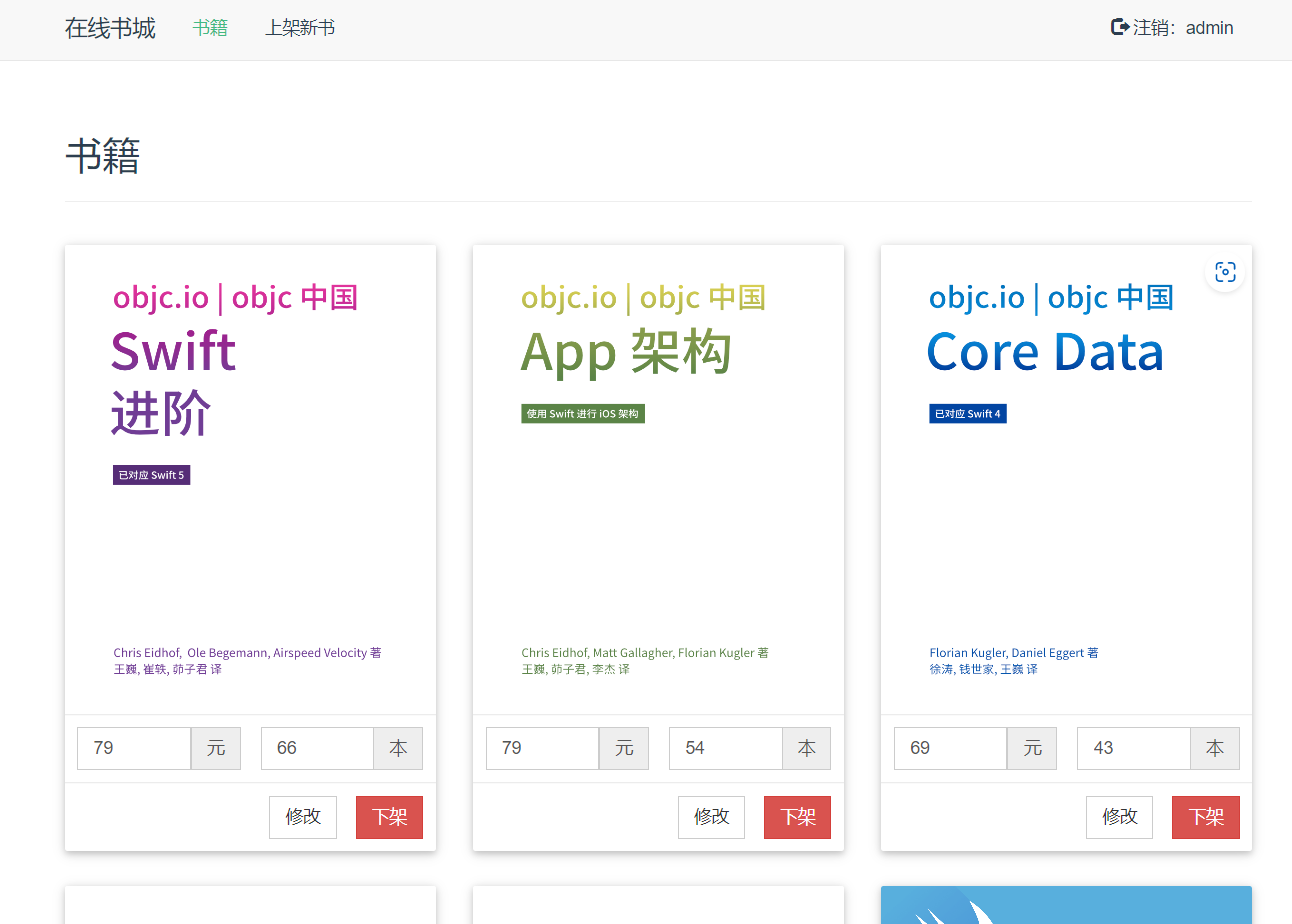 在线书城 书籍 上架新书 注销：admin
书籍
objc.io | objc 中国
Swift
进阶
已对应 Swift 5
Chris Eidhof, Ole Begemann, Airspeed Velocity 著
王巍, 崔轶, 茆子君 译
79 元 66 本
修改 下架
objc.io | objc 中国
App 架构
使用 Swift 进行 iOS 架构
Chris Eidhof, Matt Gallagher, Florian Kugler 著
王巍, 茆子君, 李杰 译
79 元 54 本
修改 下架
objc.io | objc 中国
Core Data
已对应 Swift 4
Florian Kugler, Daniel Eggert 著
徐涛, 钱世家, 王巍 译
69 元 43 本
修改 下架